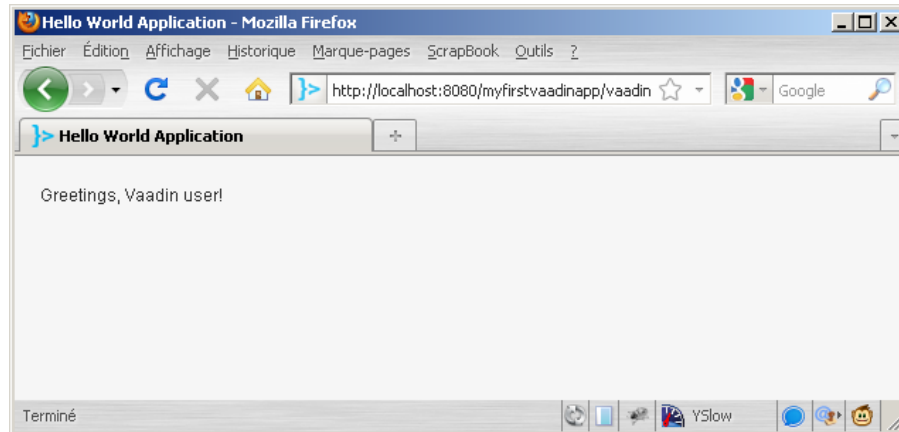 Hello World Application - Mozilla Firefox
Fichier Édition Affichage Historique Marque-pages ScrapBook Outils ?
}> http://localhost:8080/myfirstvaadinapp/vaadin Google
}> Hello World Application
Greetings, Vaadin user!
Terminé YSlow